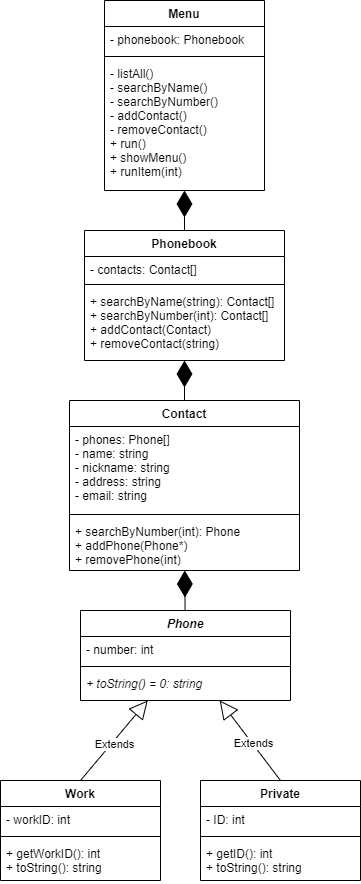 Menu
- phonebook: Phonebook
- listAll()
- searchByName()
- searchByNumber()
- addContact()
- removeContact()
+ run()
+ showMenu()
+ runItem(int)
Phonebook
- contacts: Contact[]
+ searchByName(string): Contact[]
+ searchByNumber(int): Contact[]
+ addContact(Contact)
+ removeContact(string)
Contact
- phones: Phone[]
- name: string
- nickname: string
- address: string
- email: string
+ searchByNumber(int): Phone
+ addPhone(Phone*)
+ removePhone(int)
Phone
- number: int
+ toString() = 0: string
Extends
Extends
Work
- workID: int
+ getWorkID(): int
+ toString(): string
Private
- ID: int
+ getID(): int
+ toString(): string